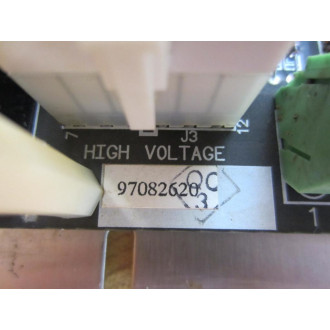 7 J3 12
HIGH VOLTAGE
97082620
QC
3
1